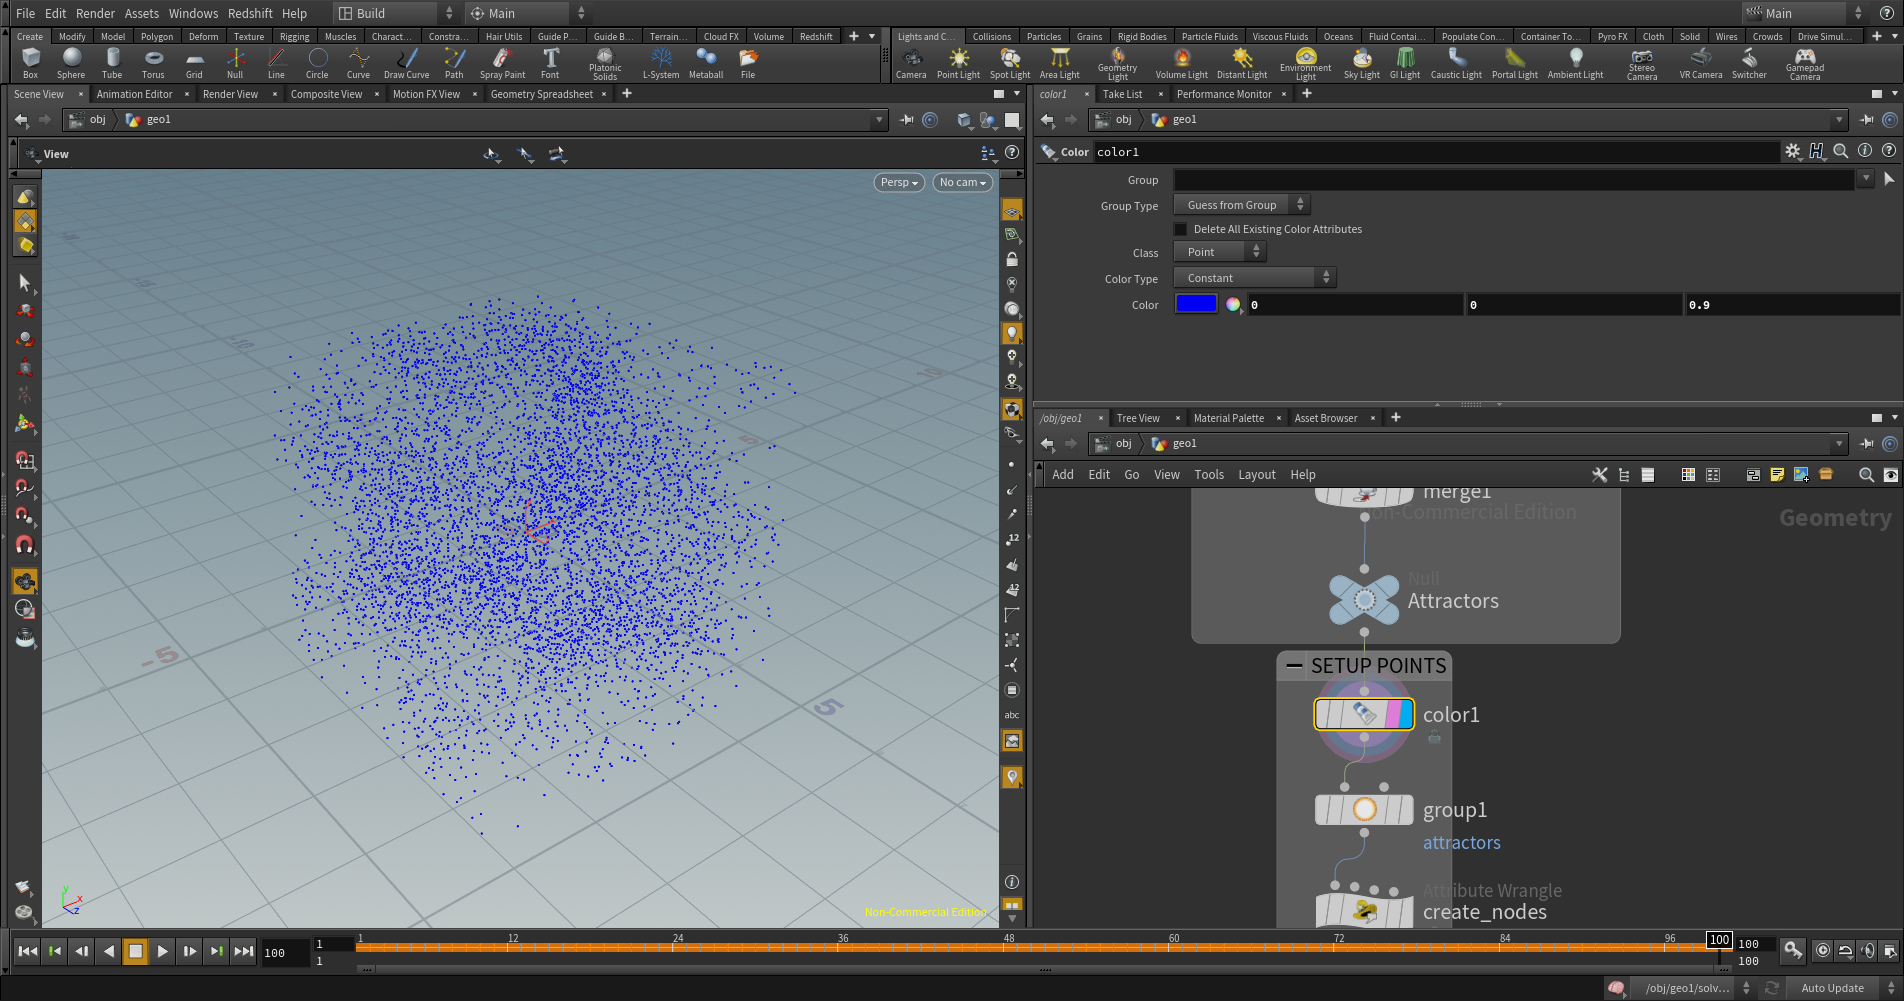 File Edit Render Assets Windows Redshift Help Build Main Main
Create Modify Model Polygon Deform Texture Rigging Muscles Charact... Constra... Hair Utils Guide P... Guide B... Terrain... Cloud FX Volume Redshift
Lights and C... Collisions Particles Grains Rigid Bodies Particle Fluids Viscous Fluids Oceans Fluid Contai... Populate Con... Container To... Pyro FX Cloth Solid Wires Crowds Drive Simul...
Box Sphere Tube Torus Grid Null Line Circle Curve Draw Curve Path Spray Paint Font Platonic Solids L-System Metaball File
Camera Point Light Spot Light Area Light Geometry Light Volume Light Distant Light Environment Light Sky Light GI Light Caustic Light Portal Light Ambient Light Stereo Camera VR Camera Switcher Gamepad Camera
Scene View Animation Editor Render View Composite View Motion FX View Geometry Spreadsheet
obj geo1
View
Persp No cam
-10
10
5
-5
5
y
x
z
Non-Commercial Edition
12
12
abc
color1 Take List Performance Monitor
obj geo1
Color color1
Group
Group Type Guess from Group
Delete All Existing Color Attributes
Class Point
Color Type Constant
Color 0 0 0.9
/obj/geo1 Tree View Material Palette Asset Browser
obj geo1
Add Edit Go View Tools Layout Help
merge1
on-Commercial Edition
Geometry
Null
Attractors
SETUP POINTS
color1
group1
attractors
Attribute Wrangle
create_nodes
100 1 1 12 24 36 48 60 72 84 96 100 100
1 100
/obj/geo1/solv... Auto Update